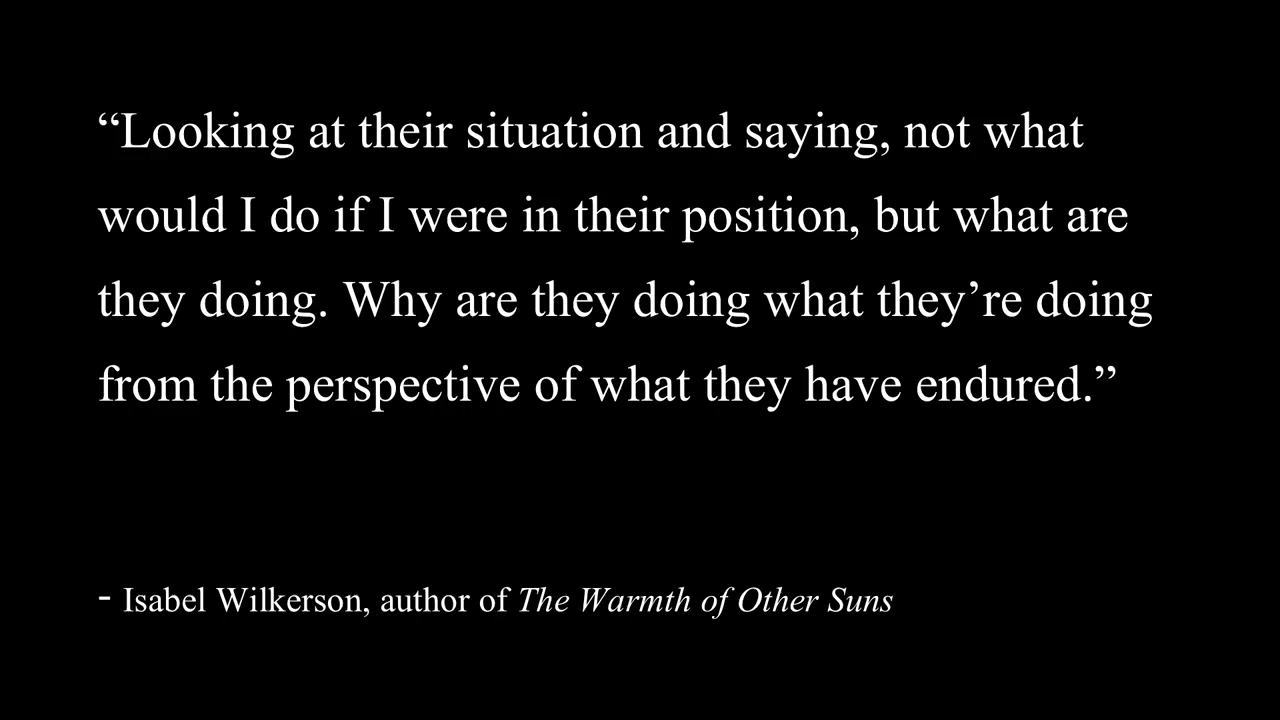 “Looking at their situation and saying, not what
would I do if I were in their position, but what are
they doing. Why are they doing what they’re doing
from the perspective of what they have endured.”
- Isabel Wilkerson, author of The Warmth of Other Suns